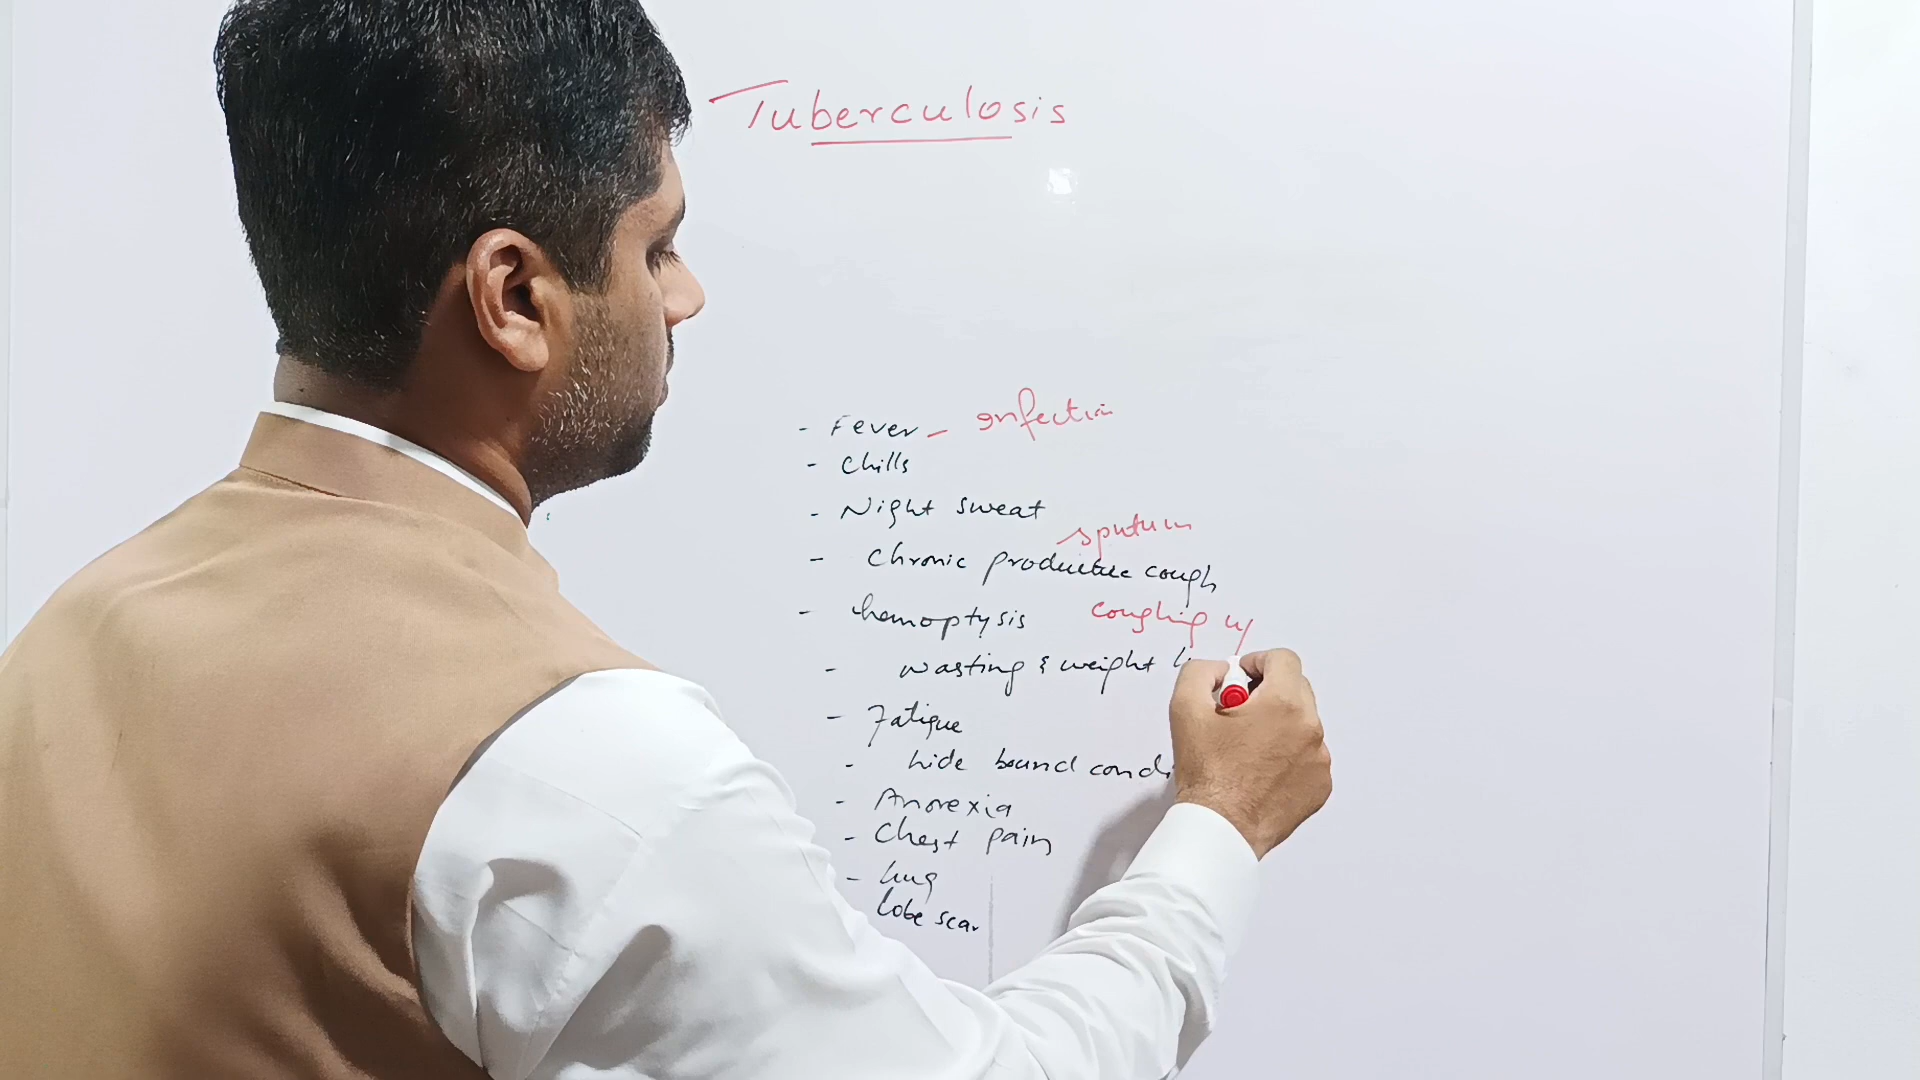 Tuberculosis
- Fever - infection
- chills
- Night sweat
sputum
- chronic productive cough
- hemoptysis coughing up
- wasting & weight
- Fatigue
- hide bound condi
- Anorexia
- Chest pain
- lung
lobe scar